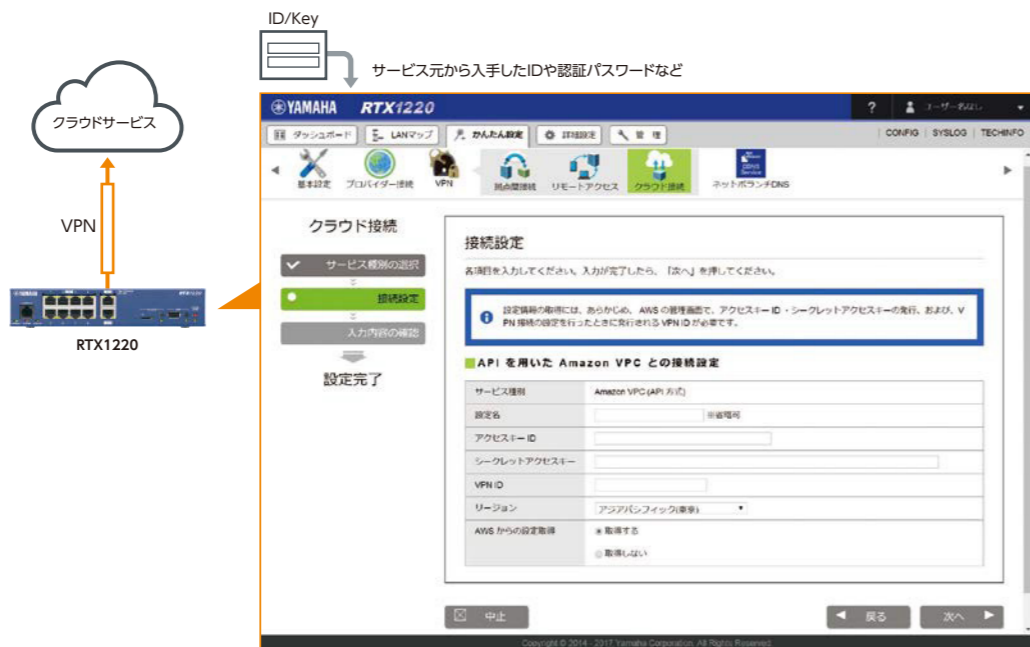 ID/Key
サービス元から入手したIDや認証パスワードなど
クラウドサービス
VPN
RTX1220
YAMAHA RTX1220
? ユーザー名なし
ダッシュボード LANマップ かんたん設定 詳細設定 管理 CONFIG SYSLOG TECHINFO
基本設定 プロバイダー接続 VPN 拠点間接続 リモートアクセス クラウド接続 ネットボランチDNS
クラウド接続
サービス種別の選択
接続設定
入力内容の確認
設定完了
接続設定
各項目を入力してください。入力が完了したら、「次へ」を押してください。
設定情報の取得には、あらかじめ、AWS の管理画面で、アクセスキー ID・シークレットアクセスキーの発行、および、V
PN 接続の設定を行ったときに発行される VPN ID が必要です。
API を用いた Amazon VPC との接続設定
サービス種別 Amazon VPC (API 方式)
設定名 ※省略可
アクセスキー ID
シークレットアクセスキー
VPN ID
リージョン アジアパシフィック(東京)
AWS からの設定取得 取得する
取得しない
中止 戻る 次へ
Copyright © 2014 - 2017 Yamaha Corporation. All Rights Reserved.